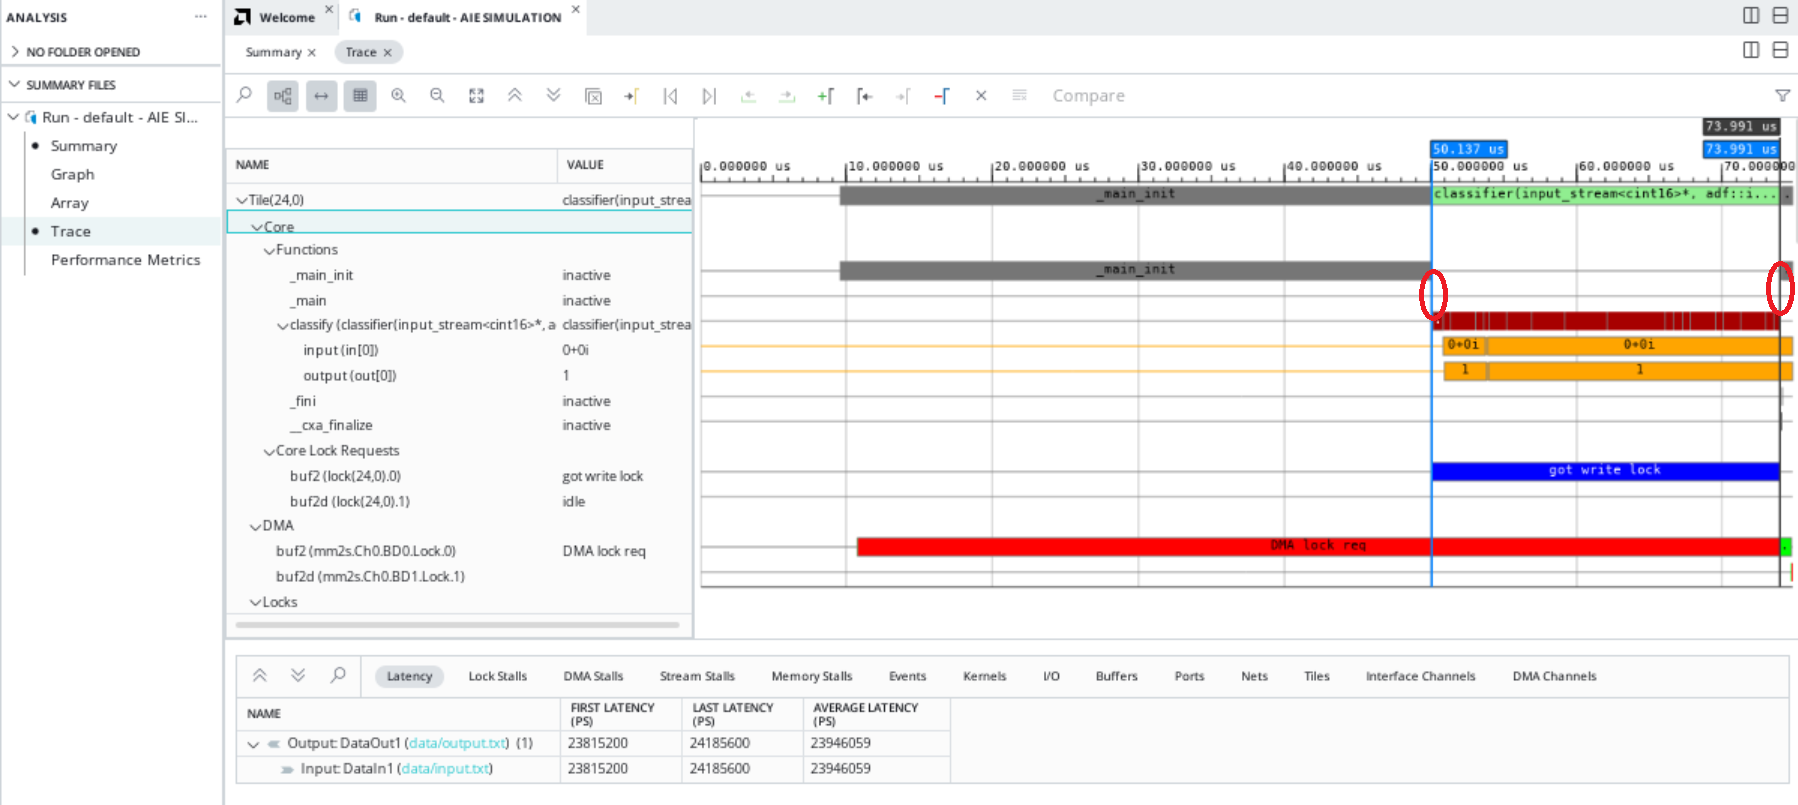 ANALYSIS
...
NO FOLDER OPENED
SUMMARY FILES
Run - default - AIE SI...
Summary
Graph
Array
Trace
Performance Metrics
Welcome ×
Run - default - AIE SIMULATION ×
Summary ×
Trace ×
Compare
73.991 us
50.137 us
73.991 us
NAME VALUE
0.000000 us
10.000000 us
20.000000 us
30.000000 us
40.000000 us
50.000000 us
60.000000 us
70.000000
Tile(24,0) classifier(input_strea
_main_init
classifier(input_stream<cint16>*, adf::i...
Core
Functions
_main_init inactive
_main_init
_main inactive
classify (classifier(input_stream<cint16>*, a classifier(input_strea
input (in[0]) 0+0i
0+0i 0+0i
output (out[0]) 1
1 1
_fini inactive
__cxa_finalize inactive
Core Lock Requests
buf2 (lock(24,0).0) got write lock
got write lock
buf2d (lock(24,0).1) idle
DMA
buf2 (mm2s.Ch0.BD0.Lock.0) DMA lock req
DMA lock req
buf2d (mm2s.Ch0.BD1.Lock.1)
Locks
Latency Lock Stalls DMA Stalls Stream Stalls Memory Stalls Events Kernels I/O Buffers Ports Nets Tiles Interface Channels DMA Channels
NAME
FIRST LATENCY (PS)
LAST LATENCY (PS)
AVERAGE LATENCY (PS)
Output: DataOut1 (data/output.txt) (1) 23815200 24185600 23946059
Input: DataIn1 (data/input.txt) 23815200 24185600 23946059